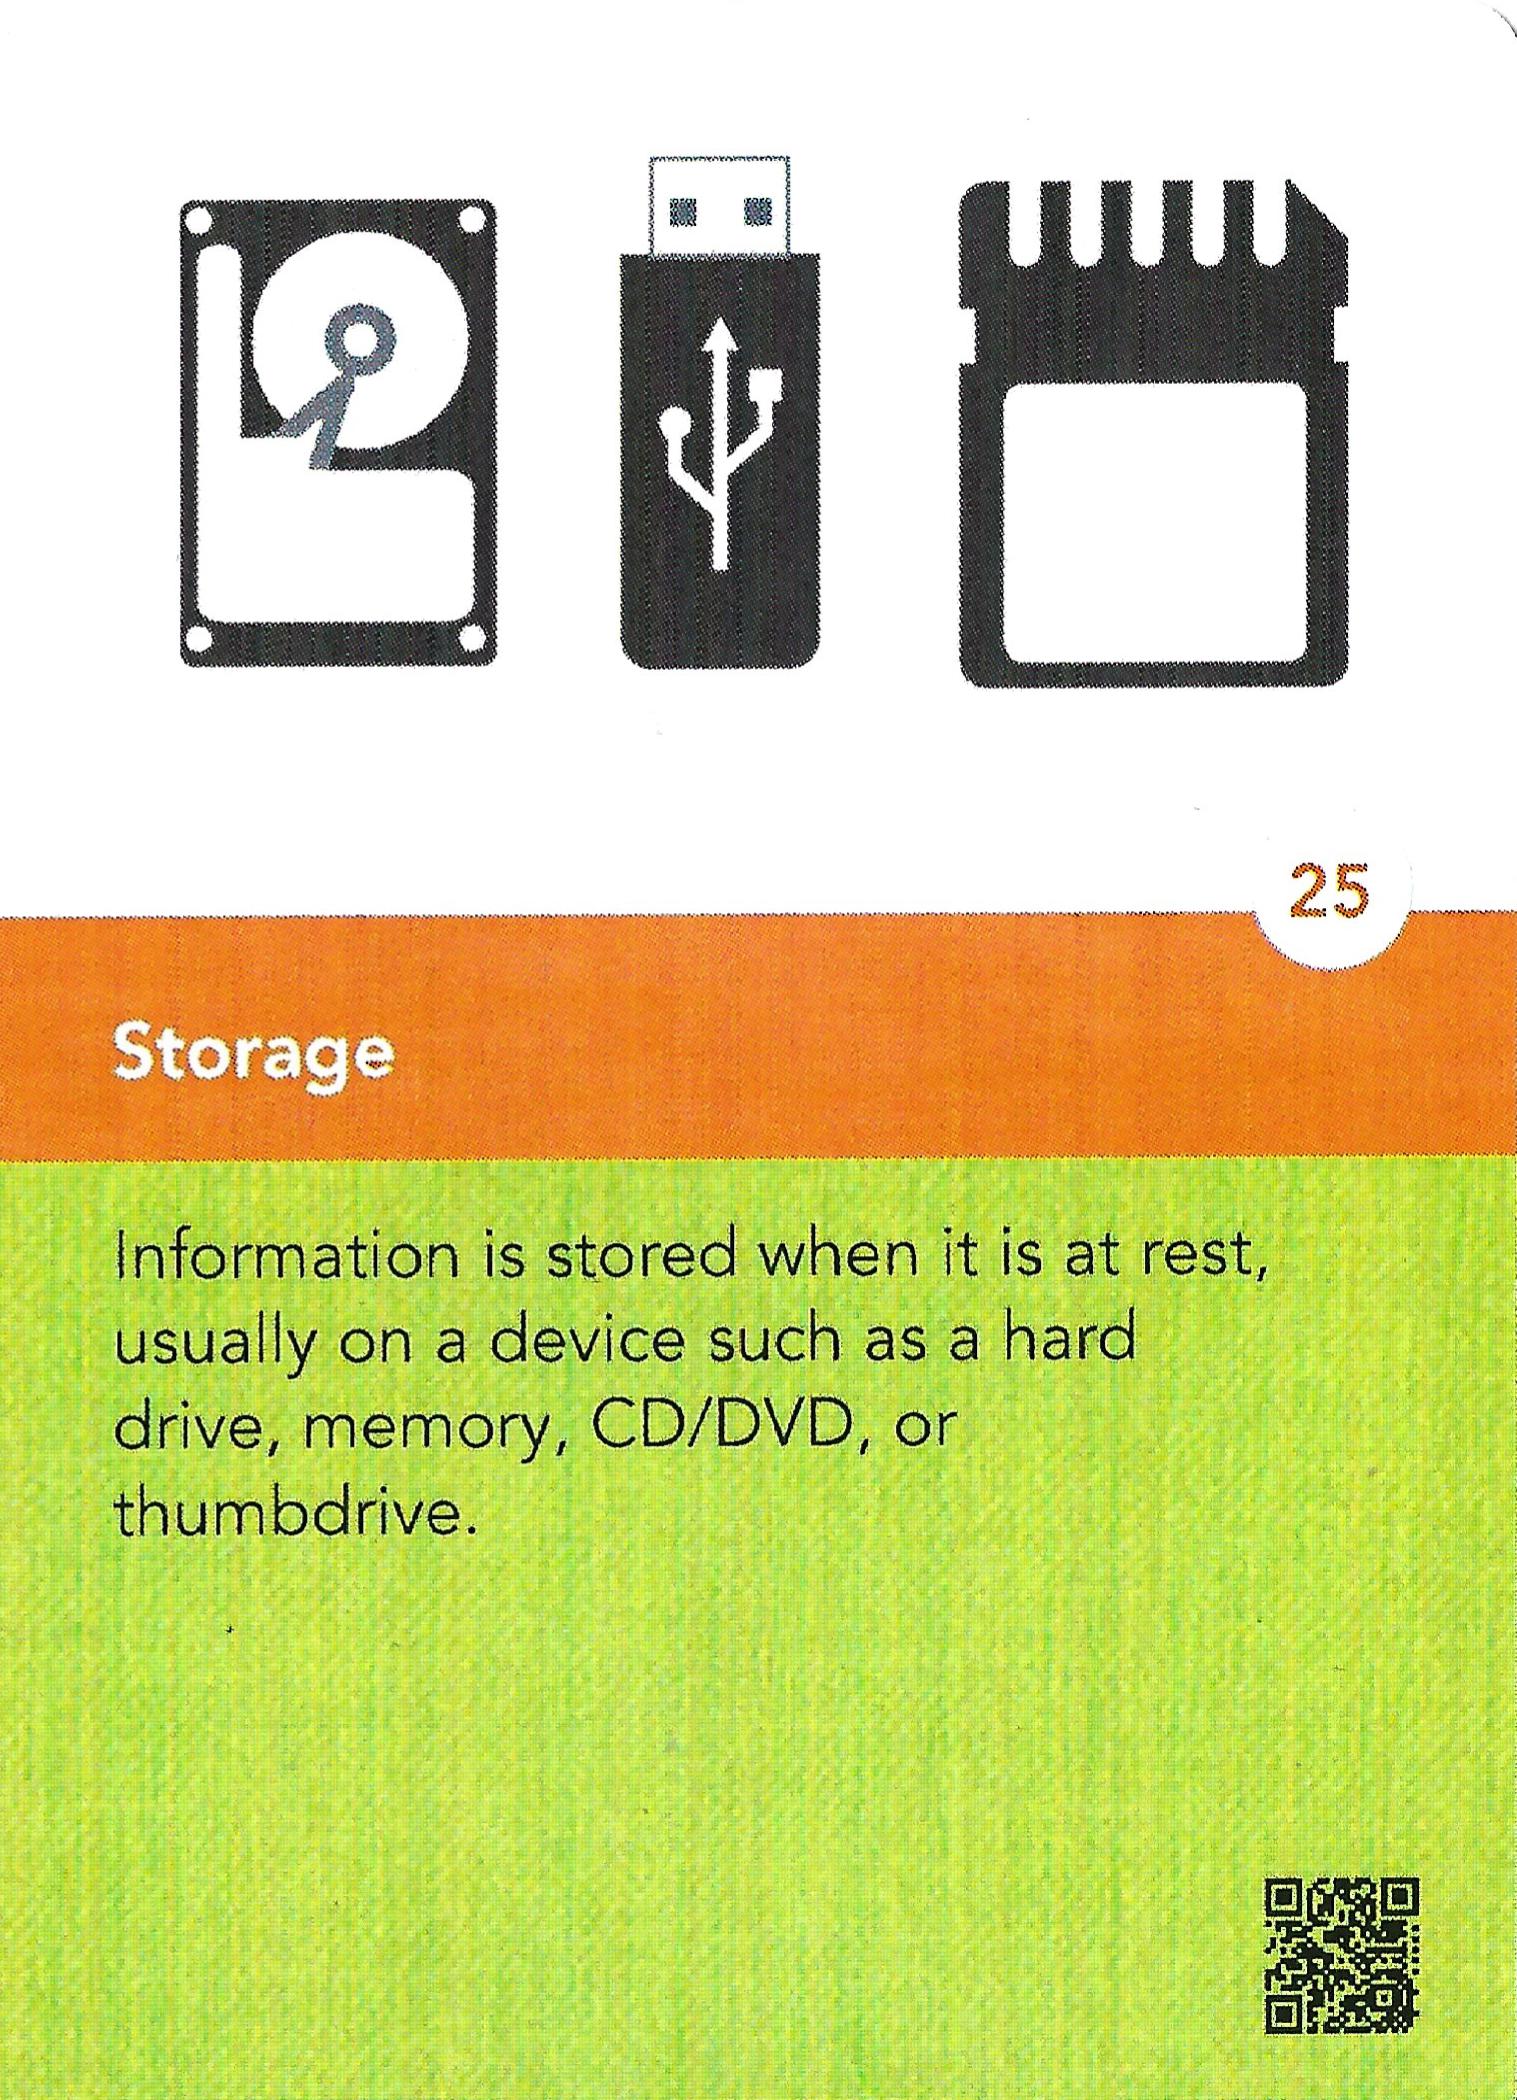 25
Storage
Information is stored when it is at rest,
usually on a device such as a hard
drive, memory, CD/DVD, or
thumbdrive.